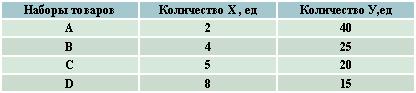 Наборы товаров Количество X , ед Количество У,ед
A 2 40
B 4 25
C 5 20
D 8 15